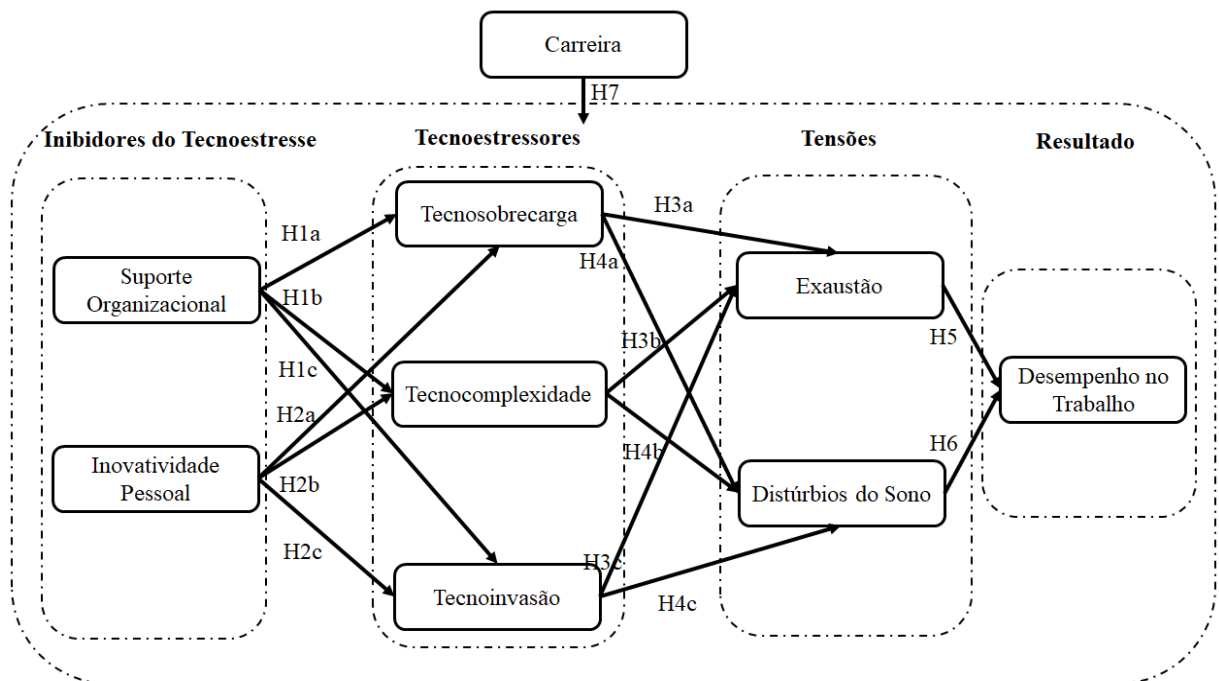 Carreira
H7
Inibidores do Tecnoestresse
Tecnoestressores
Tensões
Resultado
Tecnosobrecarga
H3a
H1a
H4a
Suporte
Organizacional
Exaustão
H1b
H3b
H5
H1c
Tecnocomplexidade
Desempenho no
Trabalho
H2a
H4b
H6
Inovatividade
Pessoal
H2b
Distúrbios do Sono
H2c
H3c
Tecnoinvasão
H4c